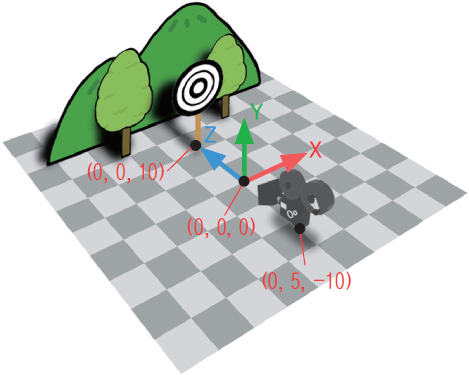 Y
Z
X
(0, 0, 10)
(0, 0, 0)
(0, 5, -10)